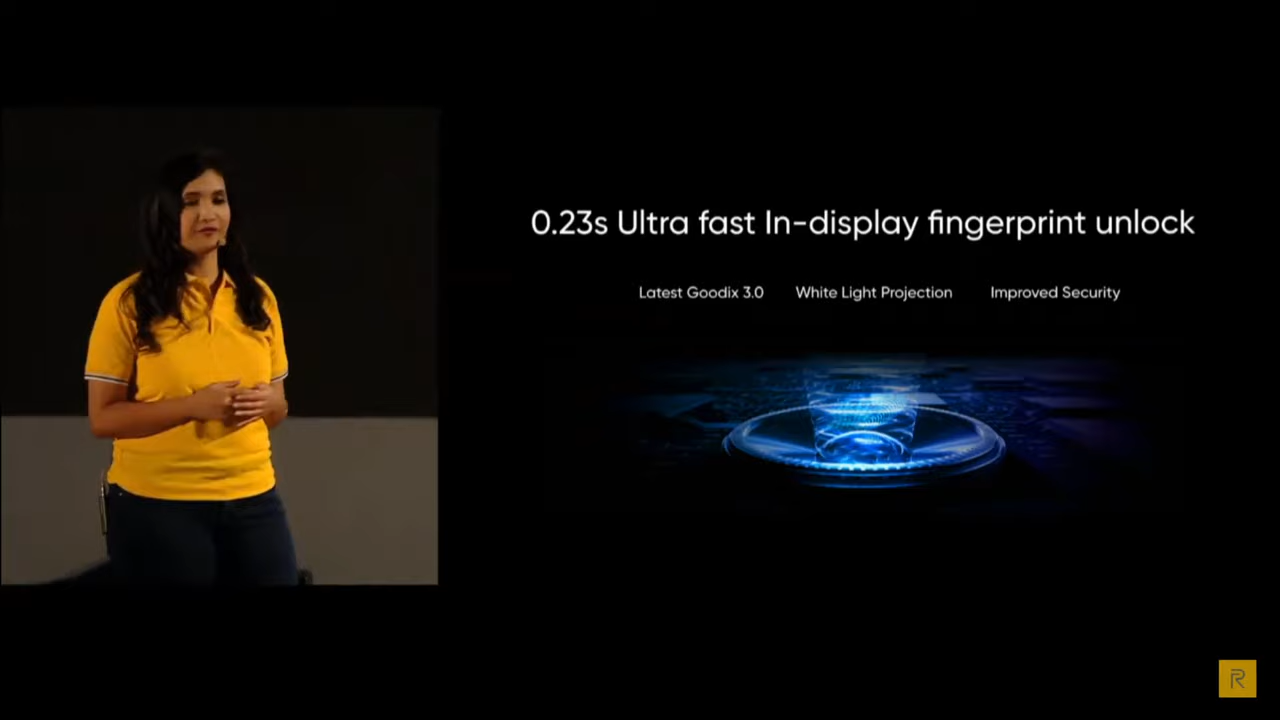 0.23s Ultra fast In-display fingerprint unlock
Latest Goodix 3.0 White Light Projection Improved Security
R